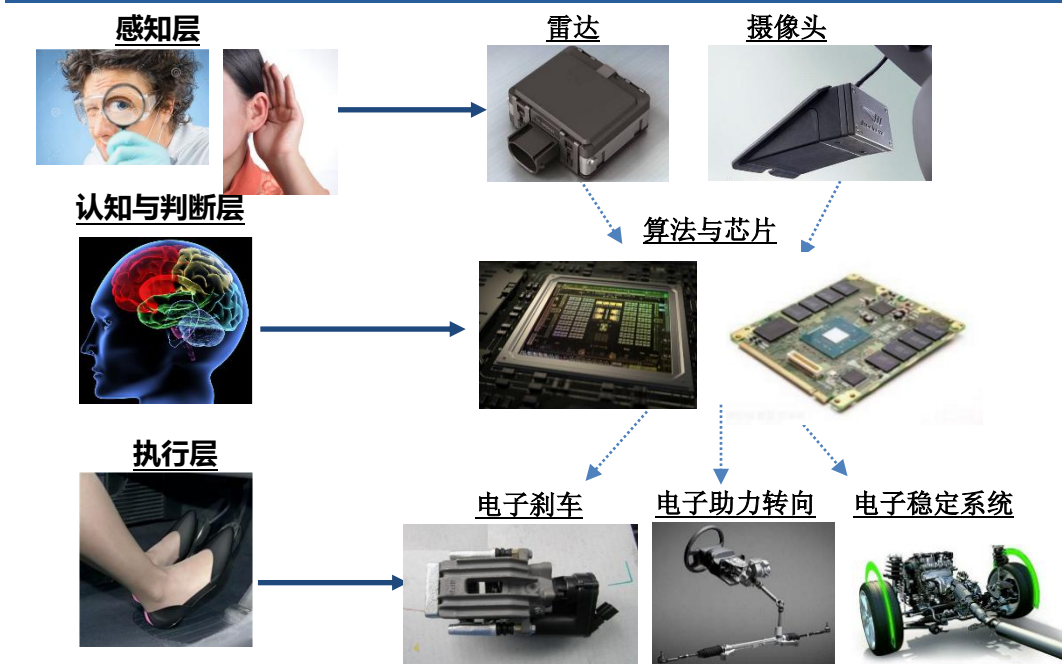 感知层
雷达
摄像头
认知与判断层
算法与芯片
执行层
电子刹车
电子助力转向
电子稳定系统